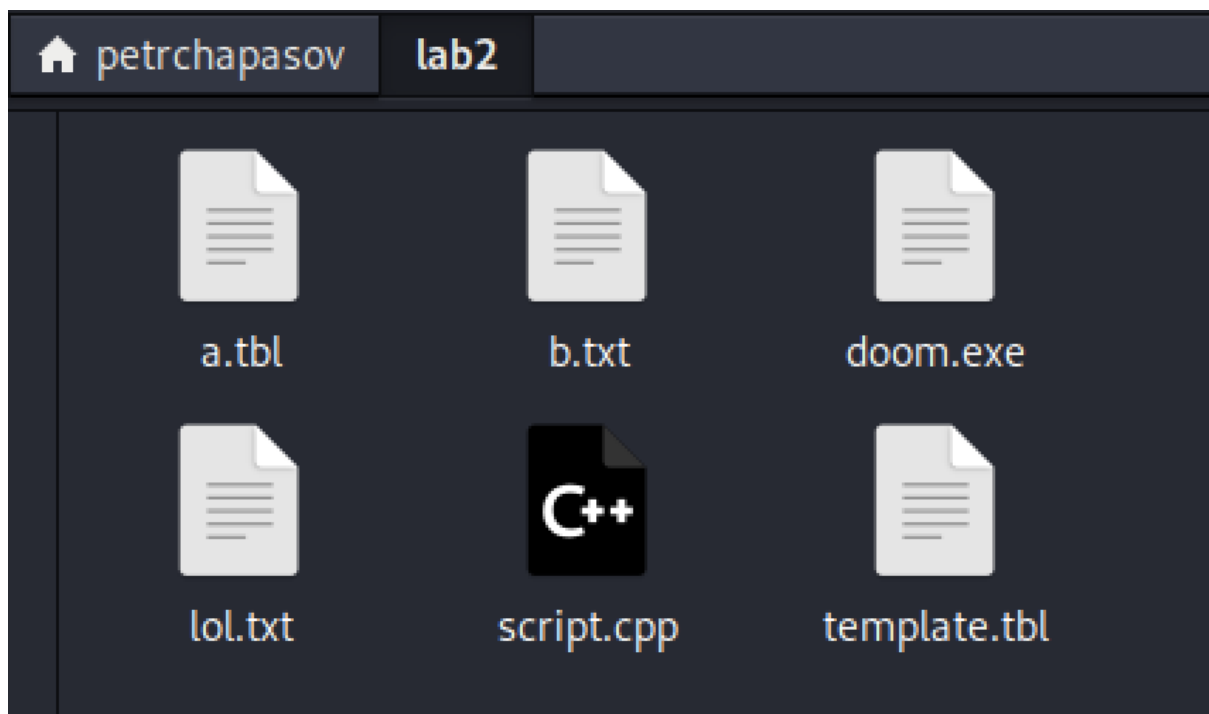 petrchapasov lab2
a.tbl b.txt doom.exe
C++
lol.txt script.cpp template.tbl